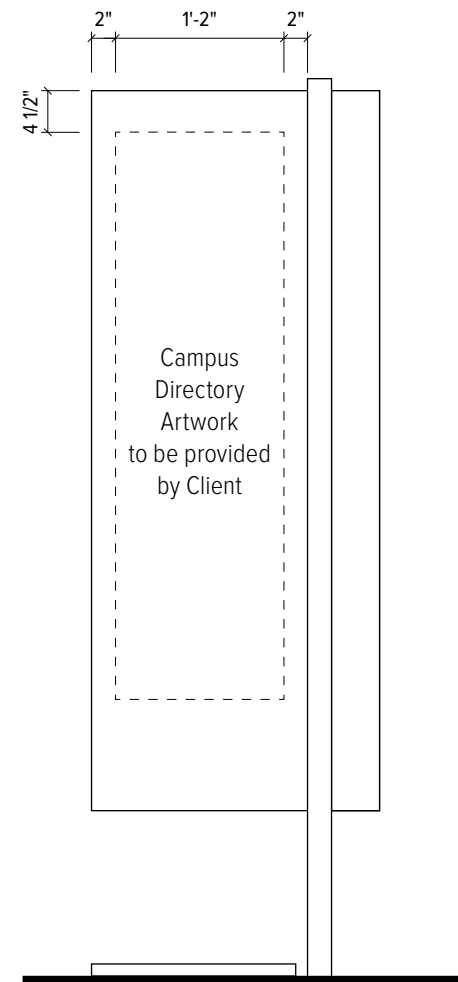 2" 1'-2" 2"
4 1/2"
Campus
Directory
Artwork
to be provided
by Client